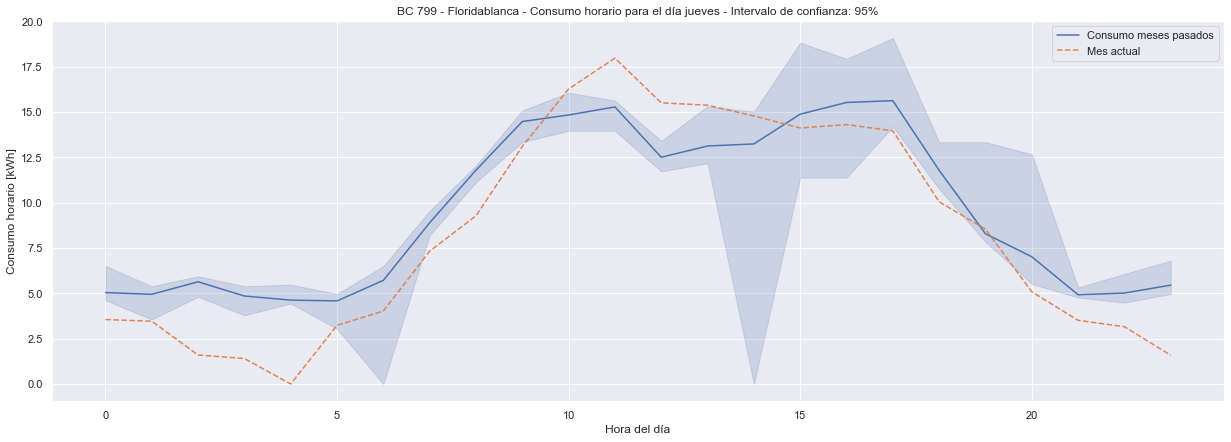 BC 799 - Floridablanca - Consumo horario para el día jueves - Intervalo de confianza: 95%
Consumo meses pasados
Mes actual
Consumo horario [kWh]
20.0
17.5
15.0
12.5
10.0
7.5
5.0
2.5
0.0
0
5
10
15
20
Hora del día